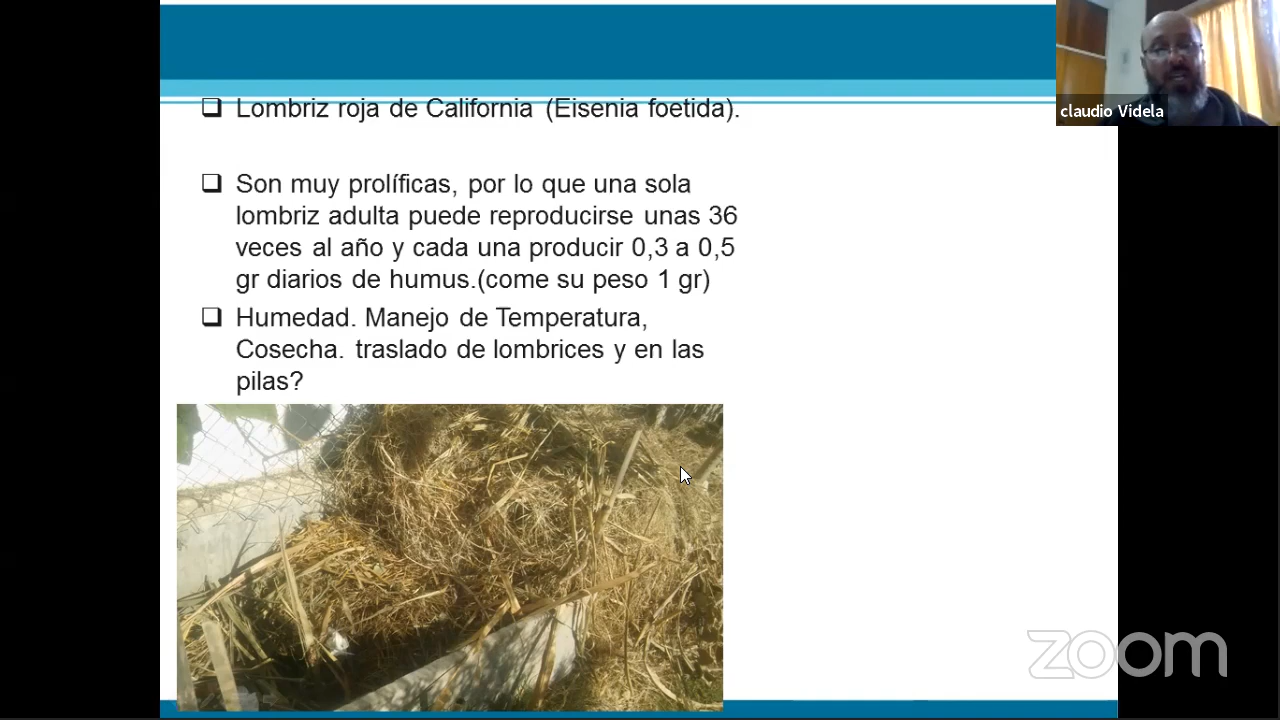 Lombriz roja de California (Eisenia foetida).
Son muy prolíficas, por lo que una sola
lombriz adulta puede reproducirse unas 36
veces al año y cada una producir 0,3 a 0,5
gr diarios de humus.(come su peso 1 gr)
Humedad. Manejo de Temperatura,
Cosecha. traslado de lombrices y en las
pilas?
claudio Videla
zoom